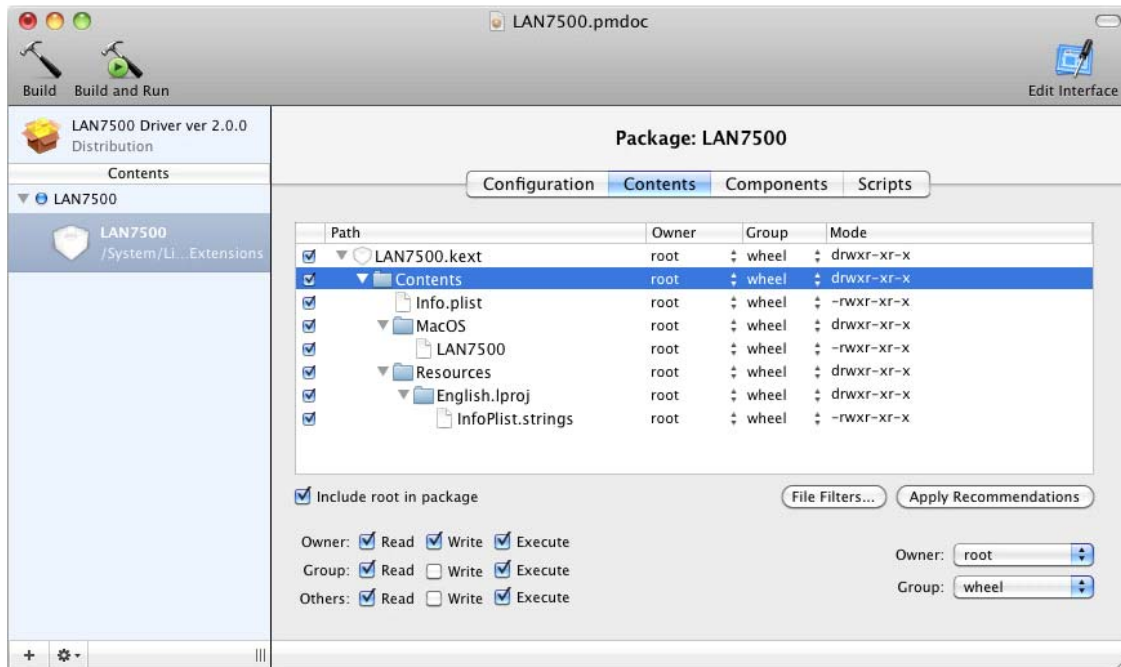 LAN7500.pmdoc
Build Build and Run Edit Interface
LAN7500 Driver ver 2.0.0
Distribution
Contents
LAN7500
LAN7500
/System/Li...Extensions
Package: LAN7500
Configuration Contents Components Scripts
Path Owner Group Mode
LAN7500.kext root wheel drwxr-xr-x
Contents root wheel drwxr-xr-x
Info.plist root wheel -rwxr-xr-x
MacOS root wheel drwxr-xr-x
LAN7500 root wheel -rwxr-xr-x
Resources root wheel drwxr-xr-x
English.lproj root wheel drwxr-xr-x
InfoPlist.strings root wheel -rwxr-xr-x
Include root in package File Filters... Apply Recommendations
Owner: Read Write Execute
Group: Read Write Execute
Others: Read Write Execute
Owner: root
Group: wheel